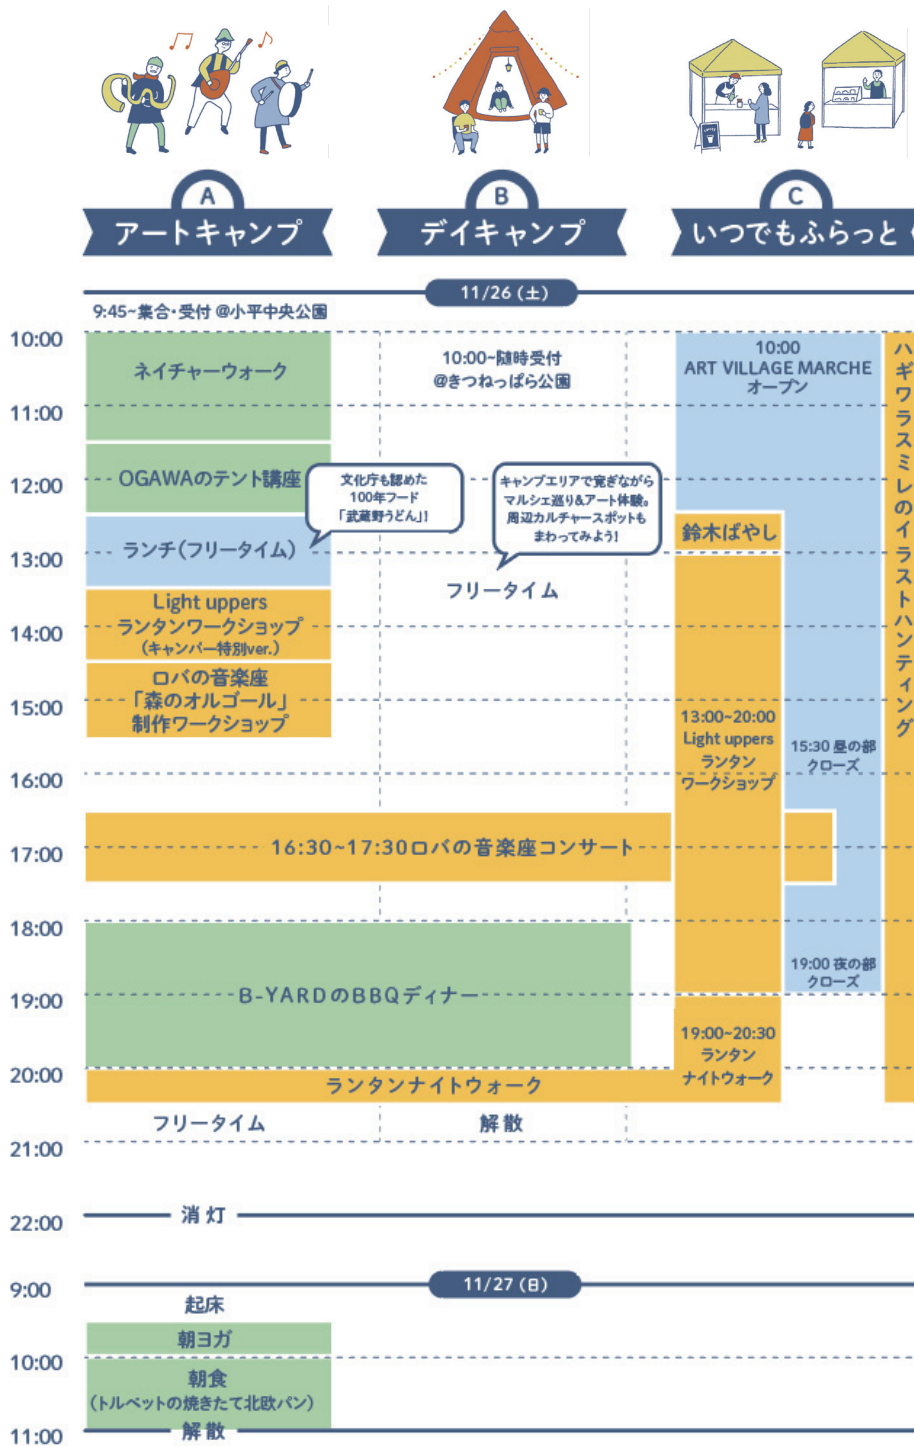 A
アートキャンプ
B
デイキャンプ
C
いつでもふらっと
11/26 (土)
9:45~集合・受付 @小平中央公園
10:00
ネイチャーウォーク
10:00~随時受付
@きつねっぱら公園
10:00
ART VILLAGE MARCHE
オープン
ハギワラスミレのイラストハンティング
11:00
12:00
OGAWAのテント講座
文化庁も認めた
100年フード
「武蔵野うどん」!
キャンプエリアで寛ぎながら
マルシェ巡り&アート体験。
周辺カルチャースポットも
まわってみよう!
鈴木ばやし
13:00
ランチ(フリータイム)
フリータイム
14:00
Light uppers
ランタンワークショップ
(キャンパー特別ver.)
15:00
ロバの音楽座
「森のオルゴール」
制作ワークショップ
13:00~20:00
Light uppers
ランタン
ワークショップ
15:30 昼の部
クローズ
16:00
17:00
16:30~17:30ロバの音楽座コンサート
18:00
19:00
B-YARDのBBQディナー
19:00 夜の部
クローズ
19:00~20:30
ランタン
ナイトウォーク
20:00
ランタンナイトウォーク
フリータイム
解散
21:00
22:00
消灯
9:00
11/27 (日)
起床
朝ヨガ
10:00
朝食
(トルベットの焼きたて北欧パン)
11:00
解散